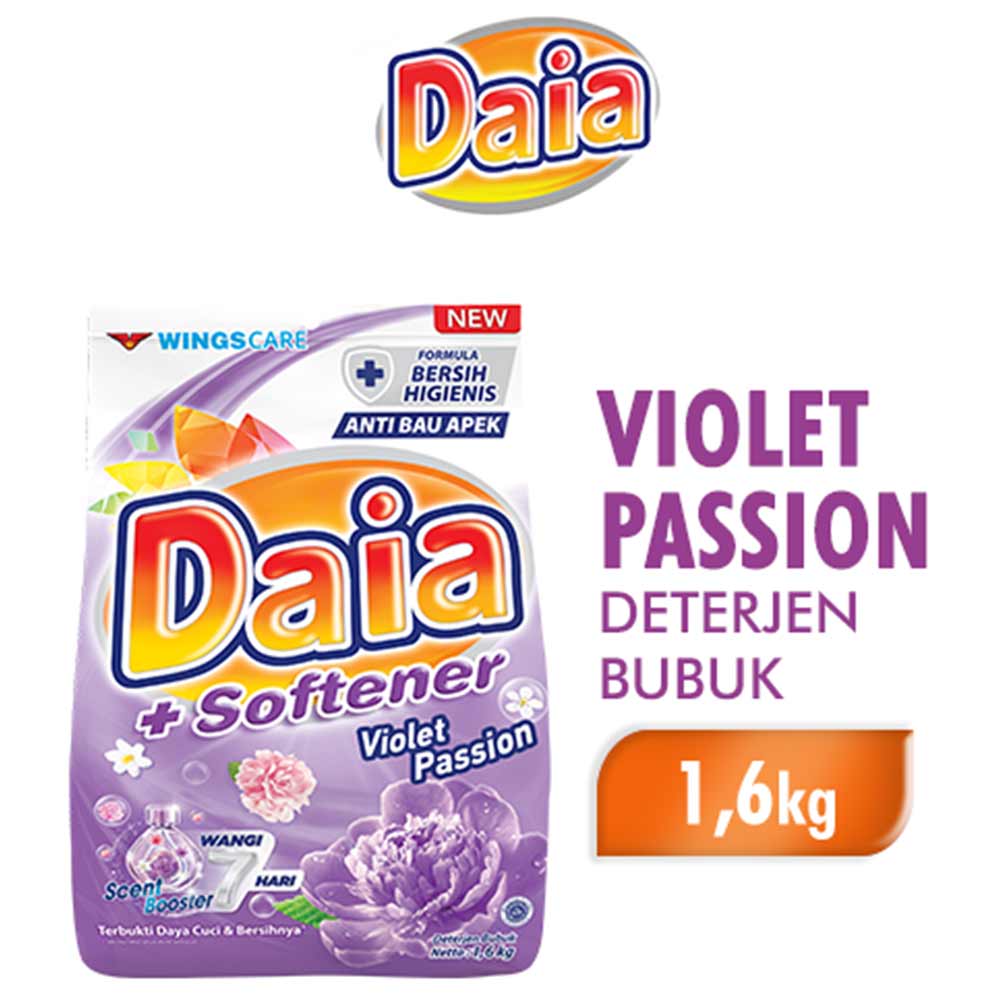 Daia
WINGSCARE
NEW
FORMULA
BERSIH
HIGIENIS
ANTI BAU APEK
Daia
+ Softener
Violet
Passion
WANGI
7
HARI
Scent
Booster
Terbukti Daya Cuci & Bersihnya
Deterjen Bubuk
Netto : 1,6 kg
VIOLET
PASSION
DETERJEN
BUBUK
1,6kg